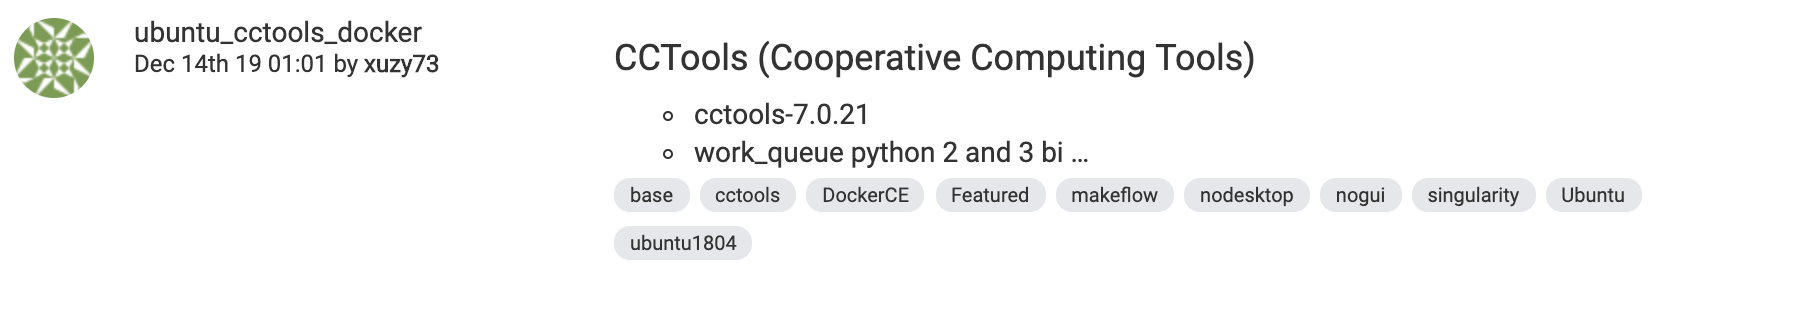 ubuntu_cctools_docker
Dec 14th 19 01:01 by xuzy73
CCTools (Cooperative Computing Tools)
cctools-7.0.21
work_queue python 2 and 3 bi ...
base cctools DockerCE Featured makeflow nodesktop nogui singularity Ubuntu
ubuntu1804